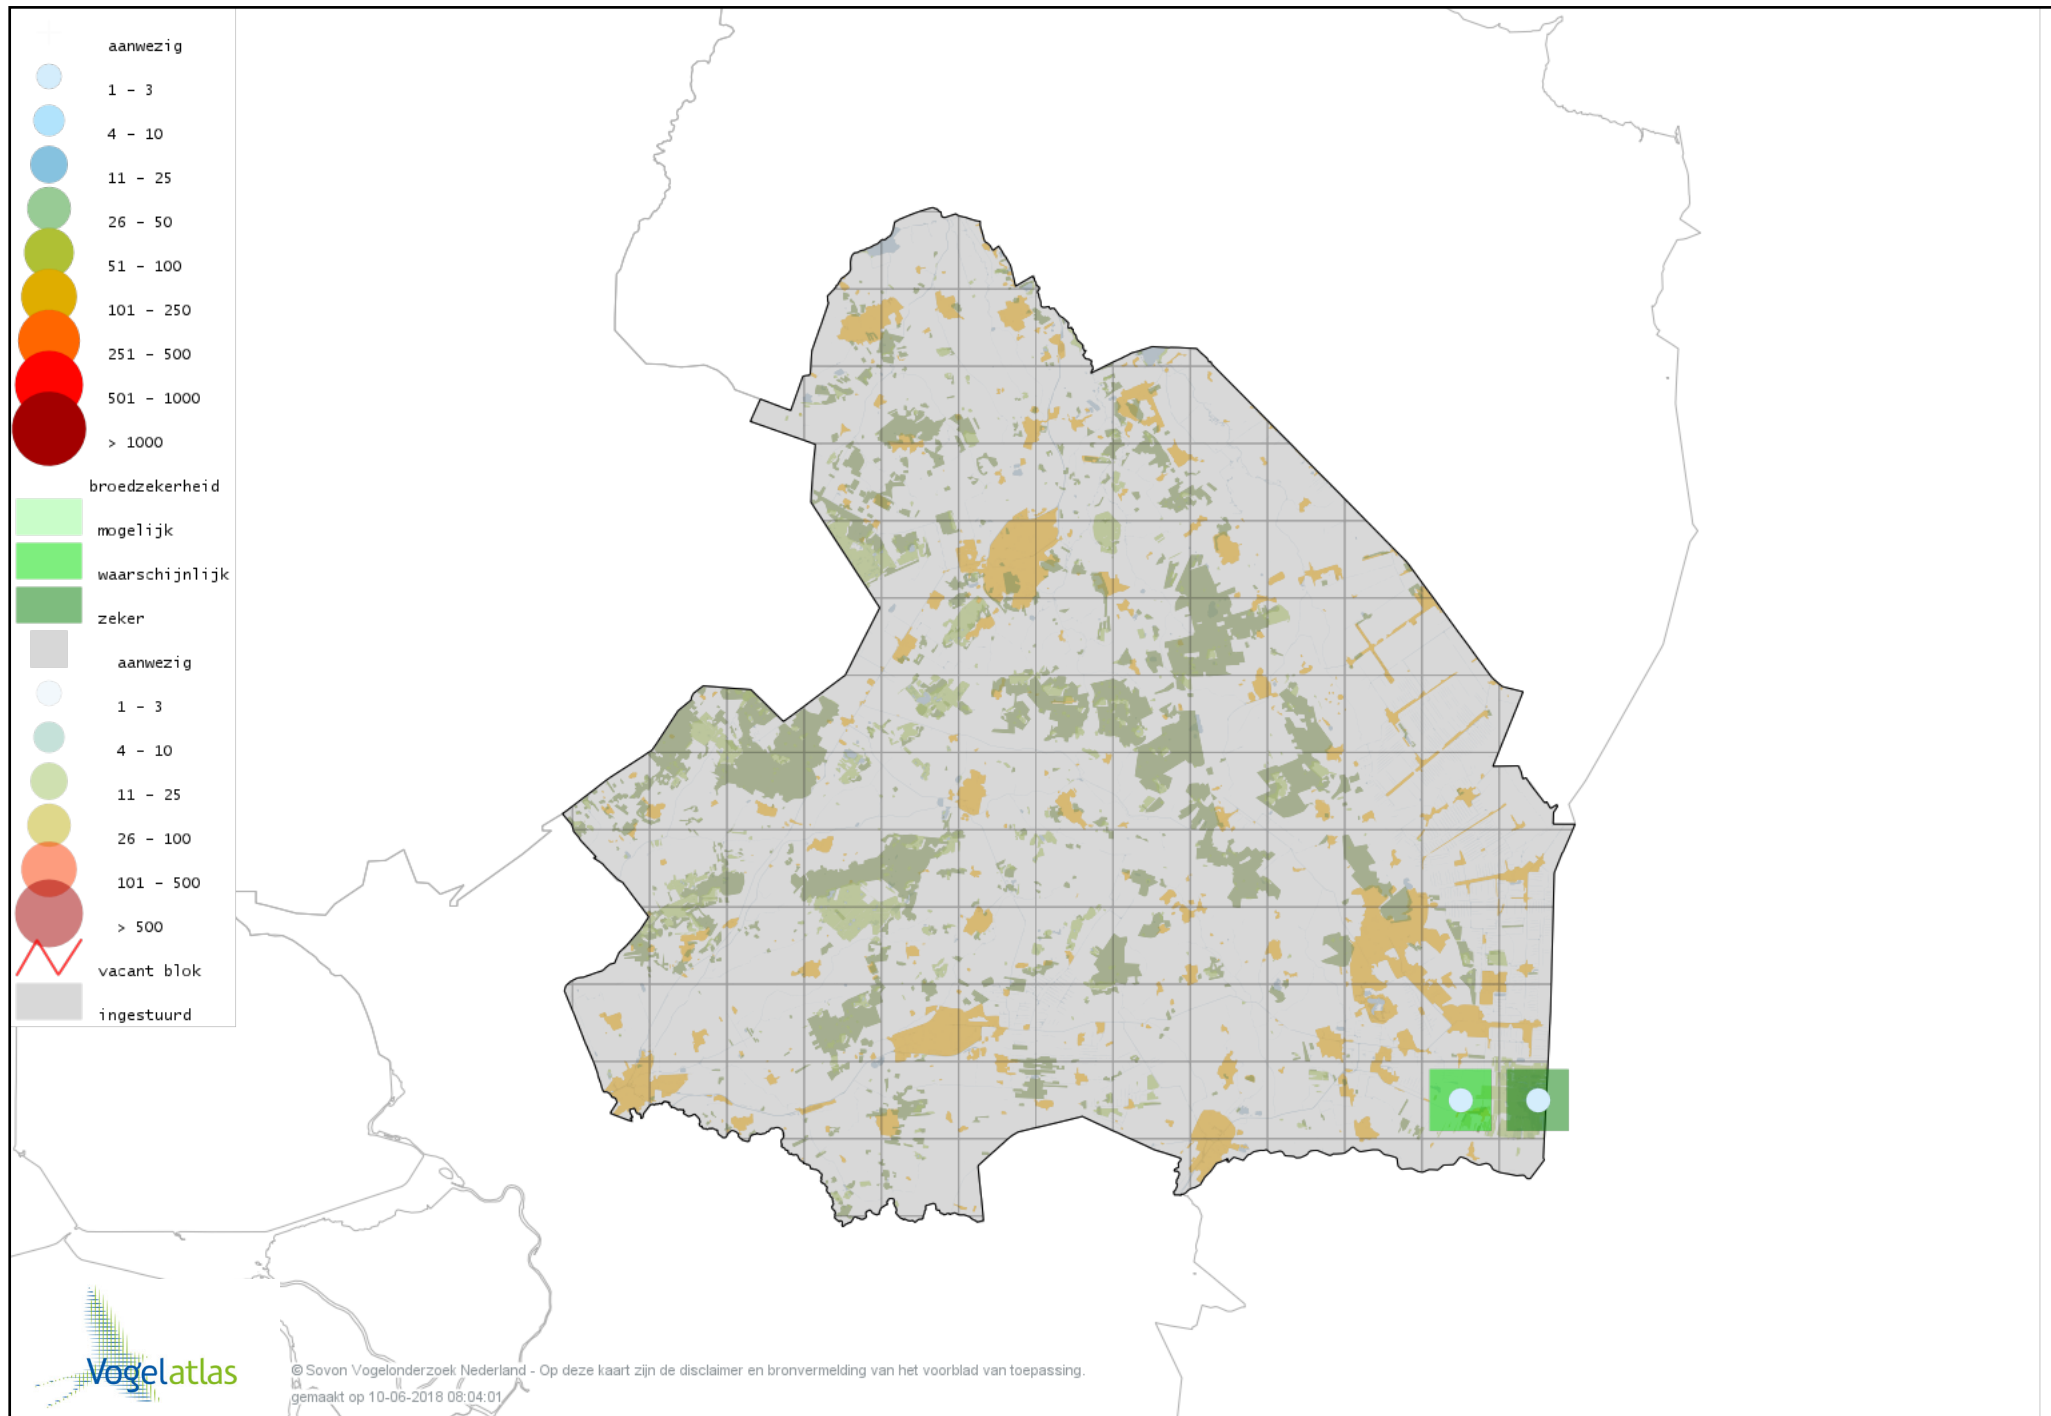 aanwezig
1 - 3
4 - 10
11 - 25
26 - 50
51 - 100
101 - 250
251 - 500
501 - 1000
> 1000
broedzekerheid
mogelijk
waarschijnlijk
zeker
aanwezig
1 - 3
4 - 10
11 - 25
26 - 100
101 - 500
> 500
vacant blok
ingestuurd
Vogelatlas
© Sovon Vogelonderzoek Nederland - Op deze kaart zijn de disclaimer en bronvermelding van het voorblad van toepassing.
gemaakt op 10-06-2018 08:04:01